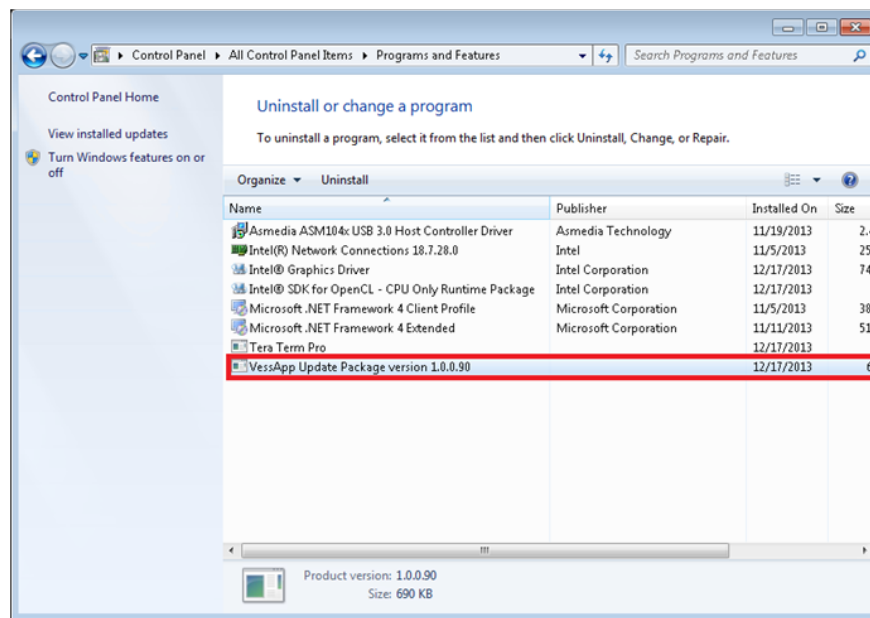 Control Panel ▸ All Control Panel Items ▸ Programs and Features
Search Programs and Features
Control Panel Home
View installed updates
Turn Windows features on or
off
Uninstall or change a program
To uninstall a program, select it from the list and then click Uninstall, Change, or Repair.
Organize Uninstall
Name Publisher Installed On Size
Asmedia ASM104x USB 3.0 Host Controller Driver Asmedia Technology 11/19/2013 2.
Intel(R) Network Connections 18.7.28.0 Intel 11/5/2013 25
Intel® Graphics Driver Intel Corporation 12/17/2013 74
Intel® SDK for OpenCL - CPU Only Runtime Package Intel Corporation 12/17/2013
Microsoft .NET Framework 4 Client Profile Microsoft Corporation 11/5/2013 38
Microsoft .NET Framework 4 Extended Microsoft Corporation 11/11/2013 51
Tera Term Pro 12/17/2013
VessApp Update Package version 1.0.0.90 12/17/2013
Product version: 1.0.0.90
Size: 690 KB